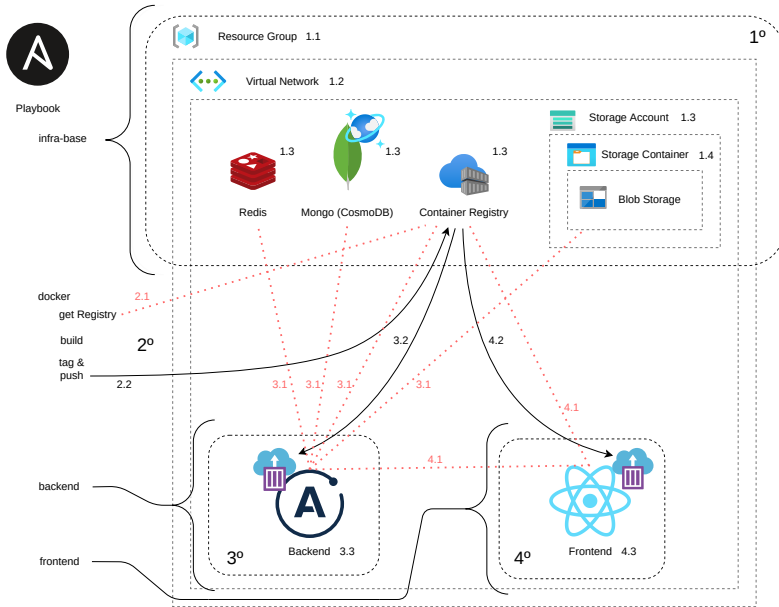 Resource Group 1.1
1º
Virtual Network 1.2
Playbook
Storage Account 1.3
infra-base
1.3
1.3
1.3
Storage Container 1.4
Blob Storage
Redis
Mongo (CosmoDB)
Container Registry
docker
2.1
get Registry
build
2º
3.2
4.2
tag &
push
2.2
3.1
3.1
3.1
3.1
4.1
4.1
backend
A
3º
Backend 3.3
4º
Frontend 4.3
frontend